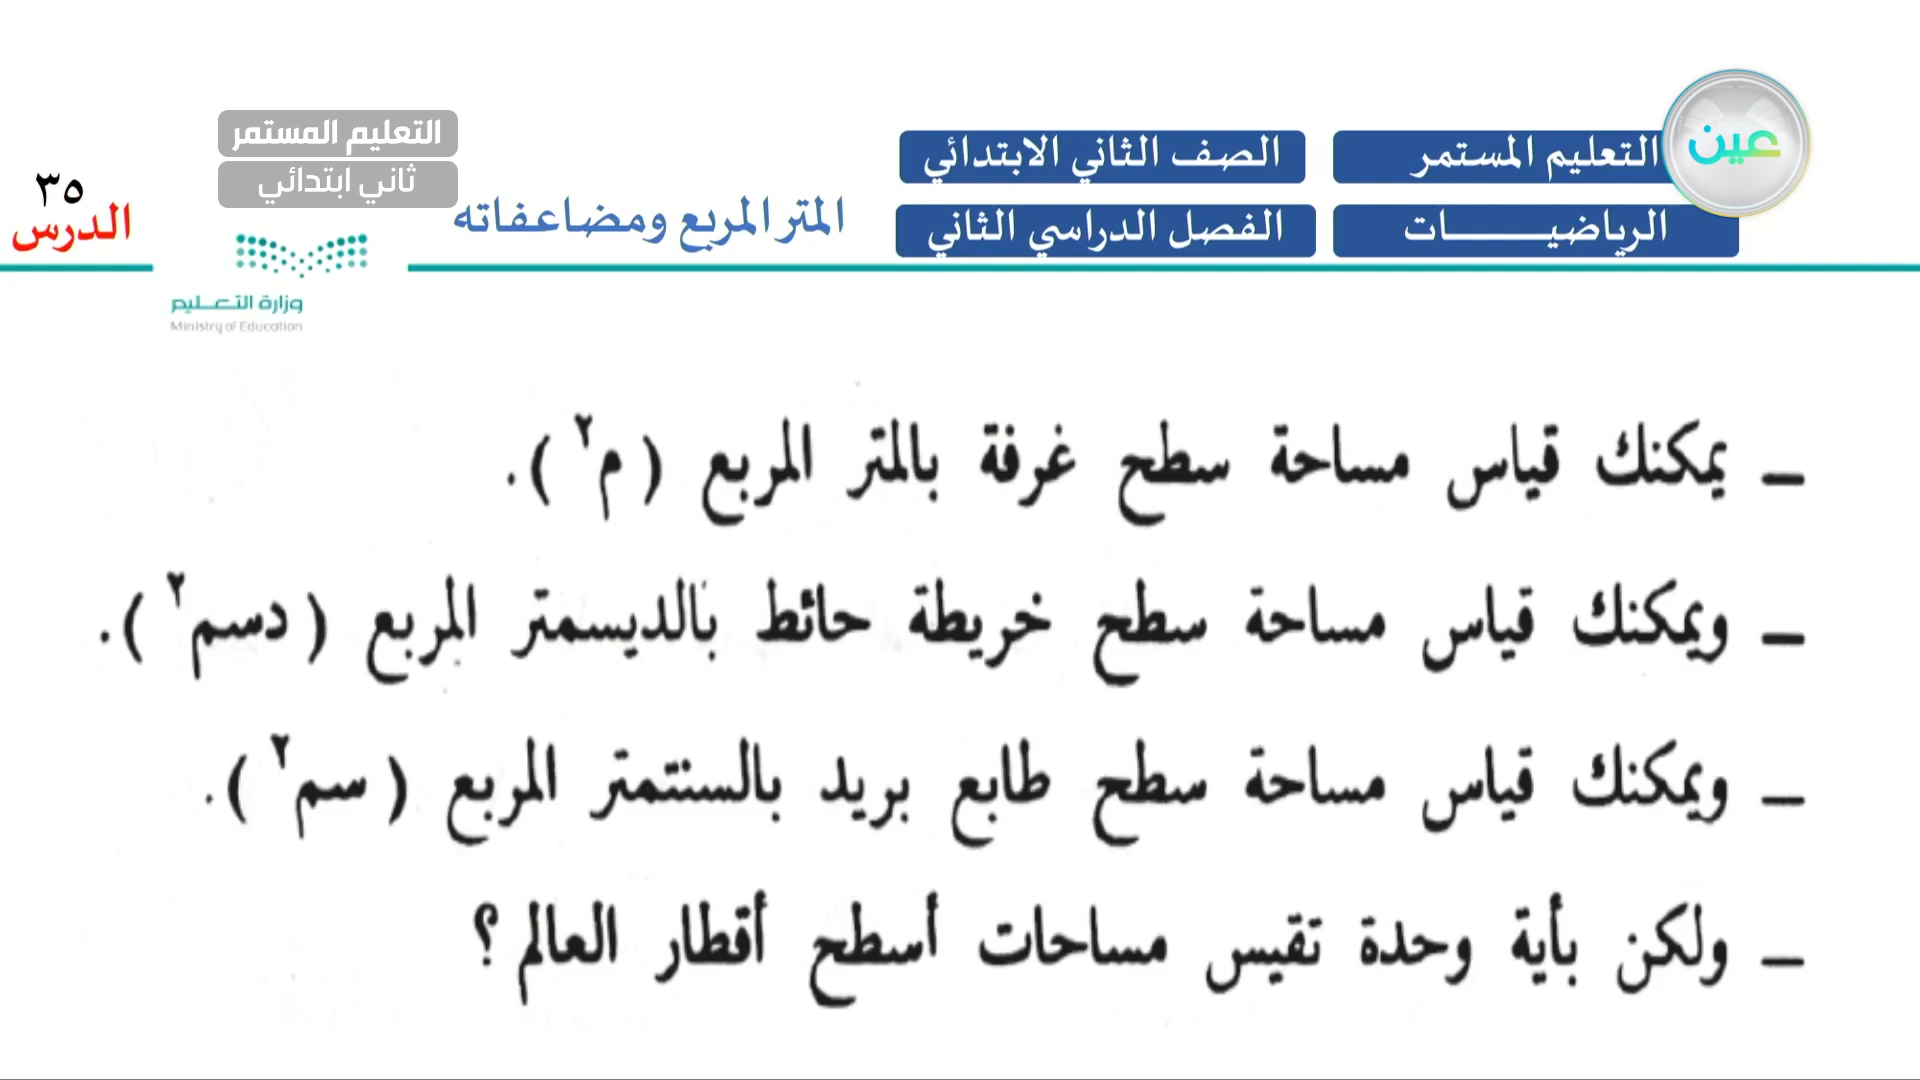 عين
التعليم المستمر
الصف الثاني الابتدائي
الرياضيـــــــات
الفصل الدراسي الثاني
المتر المربع ومضاعفاته
التعليم المستمر
ثاني ابتدائي
٣٥
الدرس
وزارة التعليم
Ministry of Education
ـ يمكنك قياس مساحة سطح غرفة بالمتر المربع ( م٢ ).
ـ ويمكنك قياس مساحة سطح خريطة حائط بالديسمتر المربع ( دسم٢ ).
ـ ويمكنك قياس مساحة سطح طابع بريد بالسنتمتر المربع ( سم٢ ).
ـ ولكن بأية وحدة تقيس مساحات أسطح أقطار العالم ؟